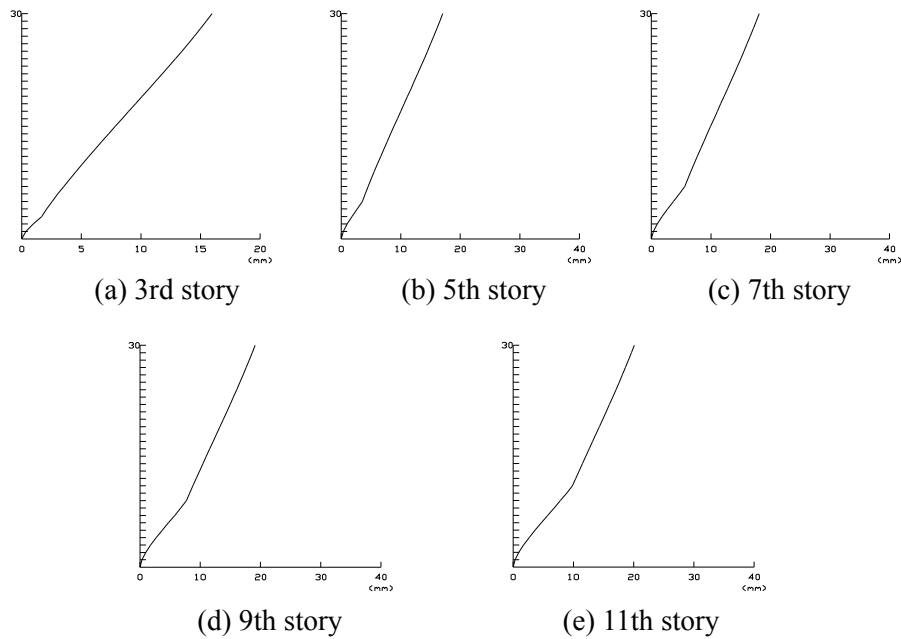 30
0 5 10 15 20
(mm)
(a) 3rd story
30
0 10 20 30 40
(mm)
(b) 5th story
30
0 10 20 30 40
(mm)
(c) 7th story
30
0 10 20 30 40
(mm)
(d) 9th story
30
0 10 20 30 40
(mm)
(e) 11th story